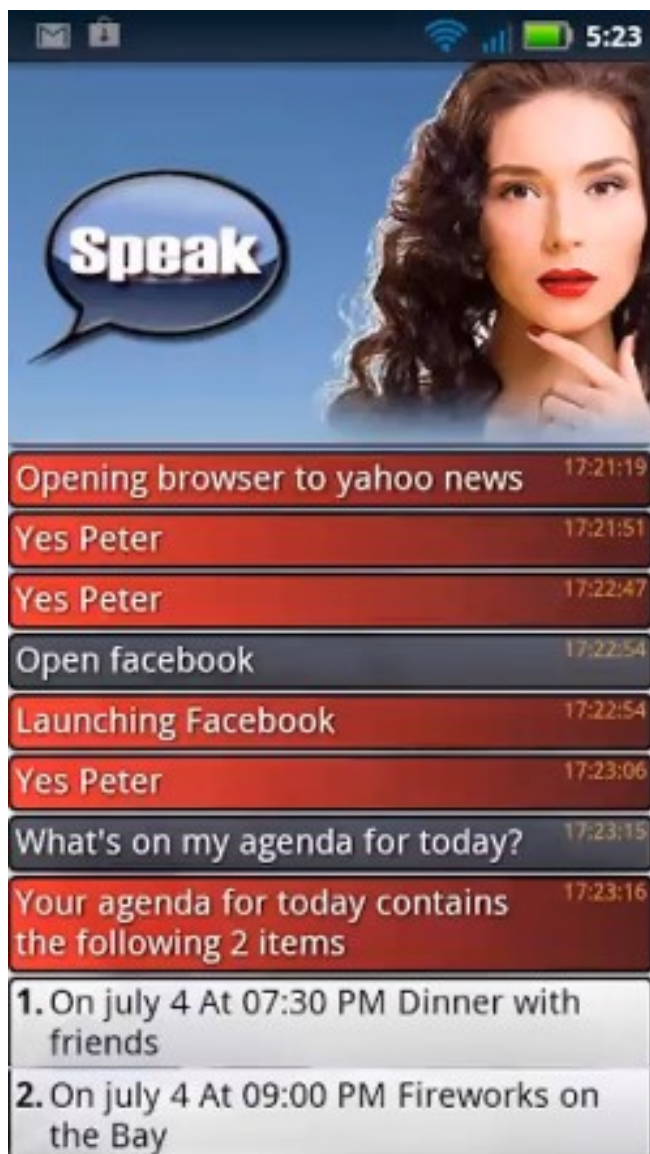 5:23
Speak
Opening browser to yahoo news 17:21:19
Yes Peter 17:21:51
Yes Peter 17:22:47
Open facebook 17:22:54
Launching Facebook 17:22:54
Yes Peter 17:23:06
What's on my agenda for today? 17:23:15
Your agenda for today contains 17:23:16
the following 2 items
1. On july 4 At 07:30 PM Dinner with
friends
2. On july 4 At 09:00 PM Fireworks on
the Bay